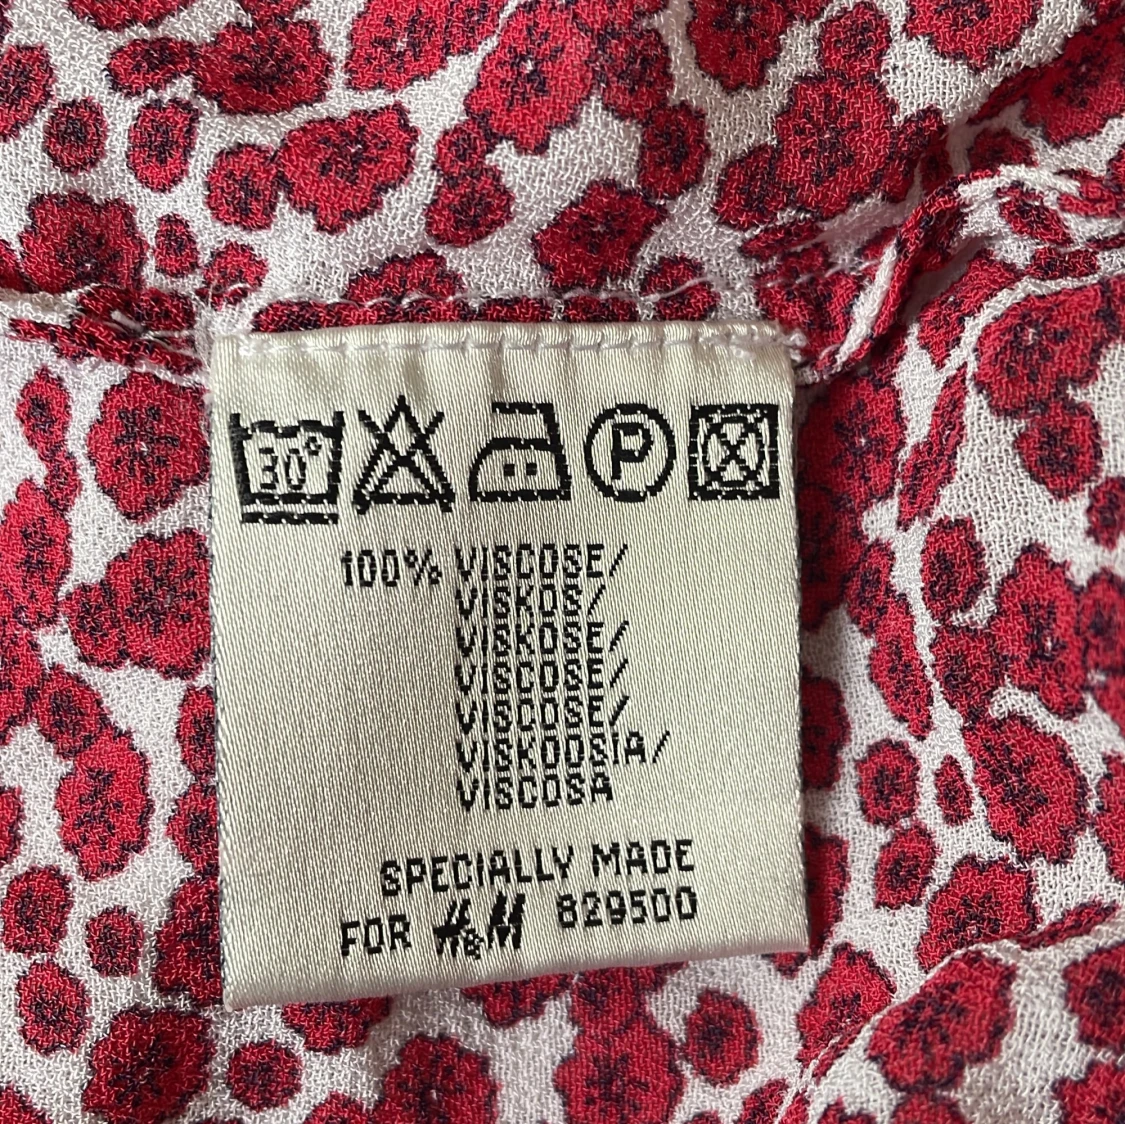 30°
P
100% VISCOSE/
VISKOS/
VISKOSE/
VISCOSE/
VISCOSE/
VISKOOSIA/
VISCOSA
SPECIALLY MADE
FOR H&M 829500